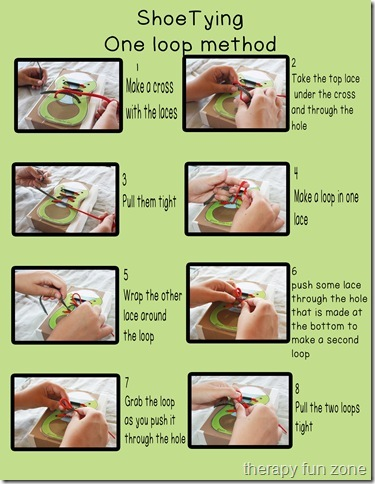 ShoeTying
One loop method
1
Make a cross
with the laces
2
Take the top lace
under the cross
and through the
hole
3
Pull them tight
4
Make a loop in one
lace
5
Wrap the other
lace around
the loop
6
push some lace
through the hole
that is made at
the bottom to
make a second
loop
7
Grab the loop
as you push it
through the hole
8
Pull the two loops
tight
therapy fun zone